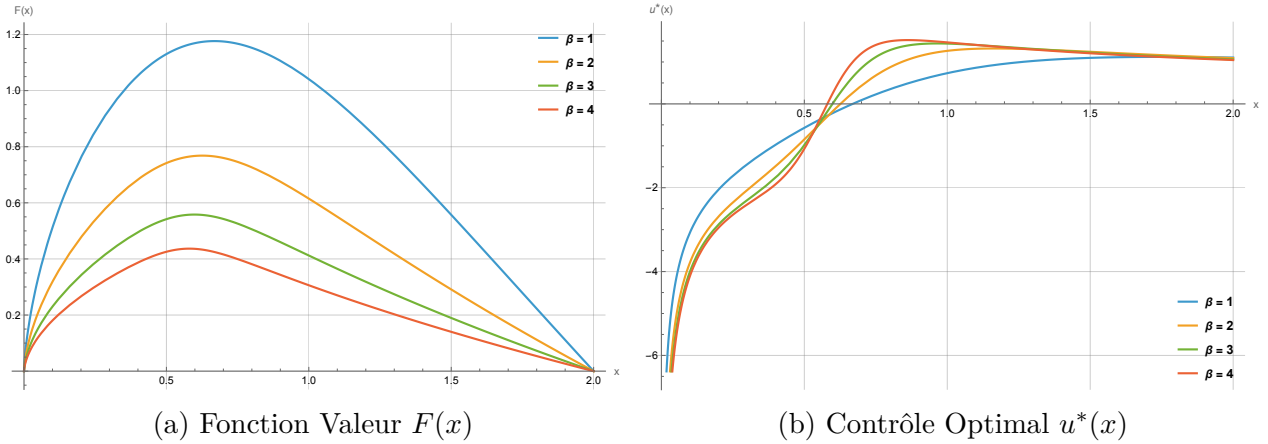 F(x)
1.2
1.0
0.8
0.6
0.4
0.2
0.5
1.0
1.5
2.0
x
β = 1
β = 2
β = 3
β = 4
(a) Fonction Valeur F(x)
u*(x)
-2
-4
-6
0.5
1.0
1.5
2.0
x
β = 1
β = 2
β = 3
β = 4
(b) Contrôle Optimal u*(x)